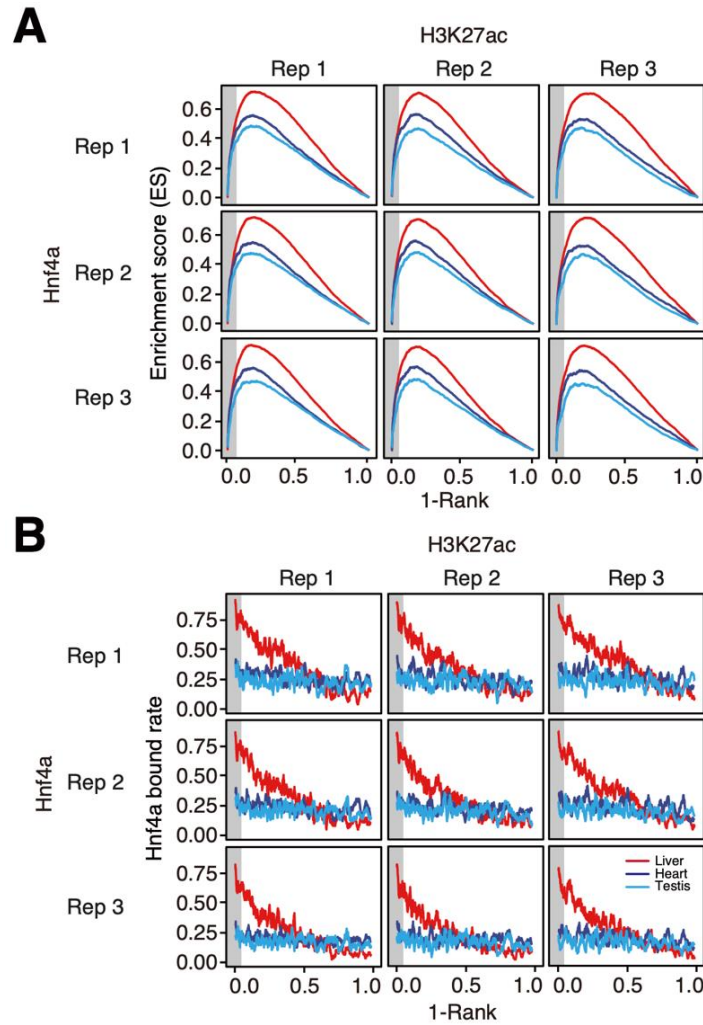 A
H3K27ac
Rep 1 Rep 2 Rep 3
Hnf4a
Rep 1
Rep 2
Rep 3
Enrichment score (ES)
0.6
0.4
0.2
0.0
0.6
0.4
0.2
0.0
0.6
0.4
0.2
0.0
0.0 0.5 1.0 0.0 0.5 1.0 0.0 0.5 1.0
1-Rank
B
H3K27ac
Rep 1 Rep 2 Rep 3
Hnf4a
Rep 1
Rep 2
Rep 3
Hnf4a bound rate
0.75
0.50
0.25
0.00
0.75
0.50
0.25
0.00
0.75
0.50
0.25
0.00
Liver
Heart
Testis
0.0 0.5 1.0 0.0 0.5 1.0 0.0 0.5 1.0
1-Rank